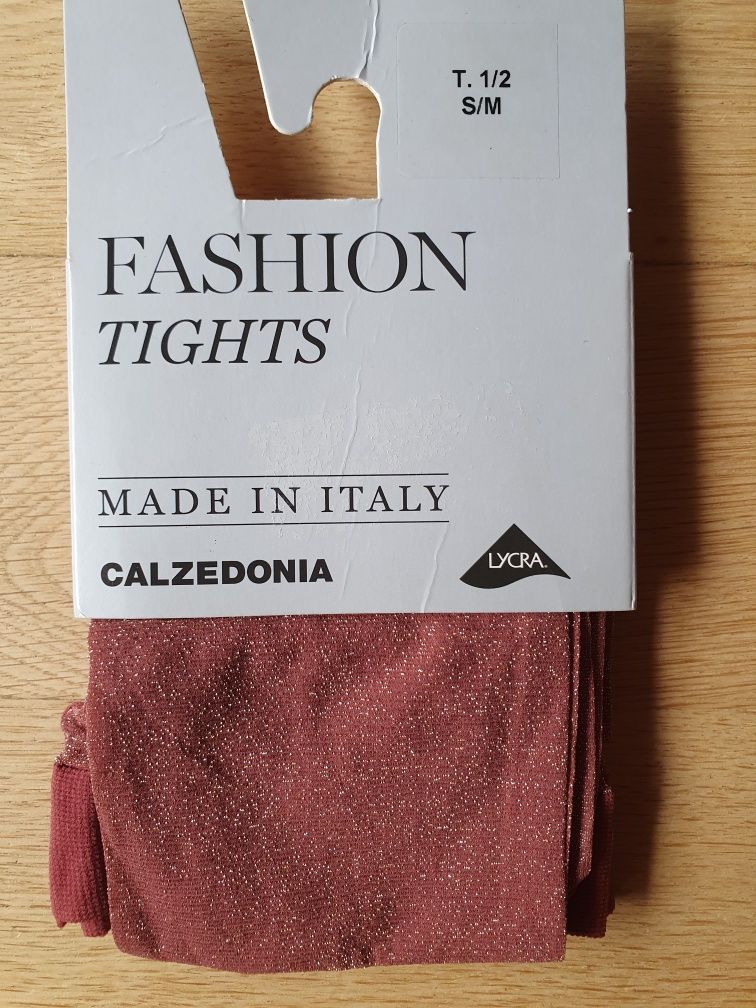 T. 1/2
S/M
FASHION
TIGHTS
MADE IN ITALY
CALZEDONIA
LYCRA.